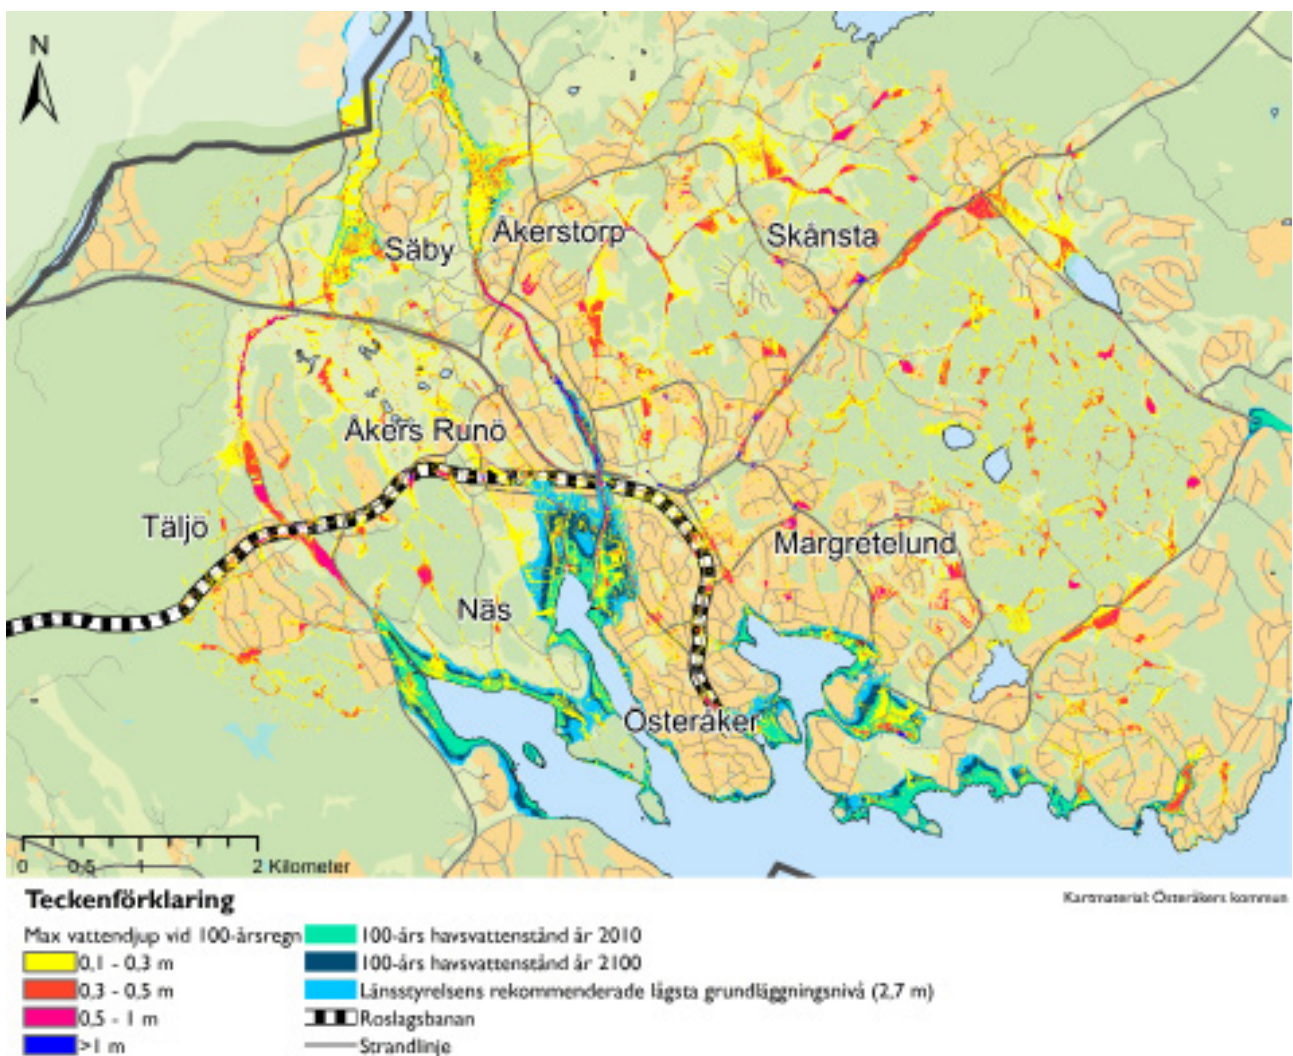 N
Säby
Åkerstorp
Skånsta
Åkers Runö
Täljö
Margretelund
Näs
Österåker
0 0,5 1 2 Kilometer
Teckenförklaring
Kartmaterial: Österåkers kommun
Max vattendjup vid 100-årsregn
0,1 - 0,3 m
0,3 - 0,5 m
0,5 - 1 m
>1 m
100-års havsvattenstånd år 2010
100-års havsvattenstånd år 2100
Länsstyrelsens rekommenderade lägsta grundläggningsnivå (2,7 m)
Roslagsbanan
Strandlinje